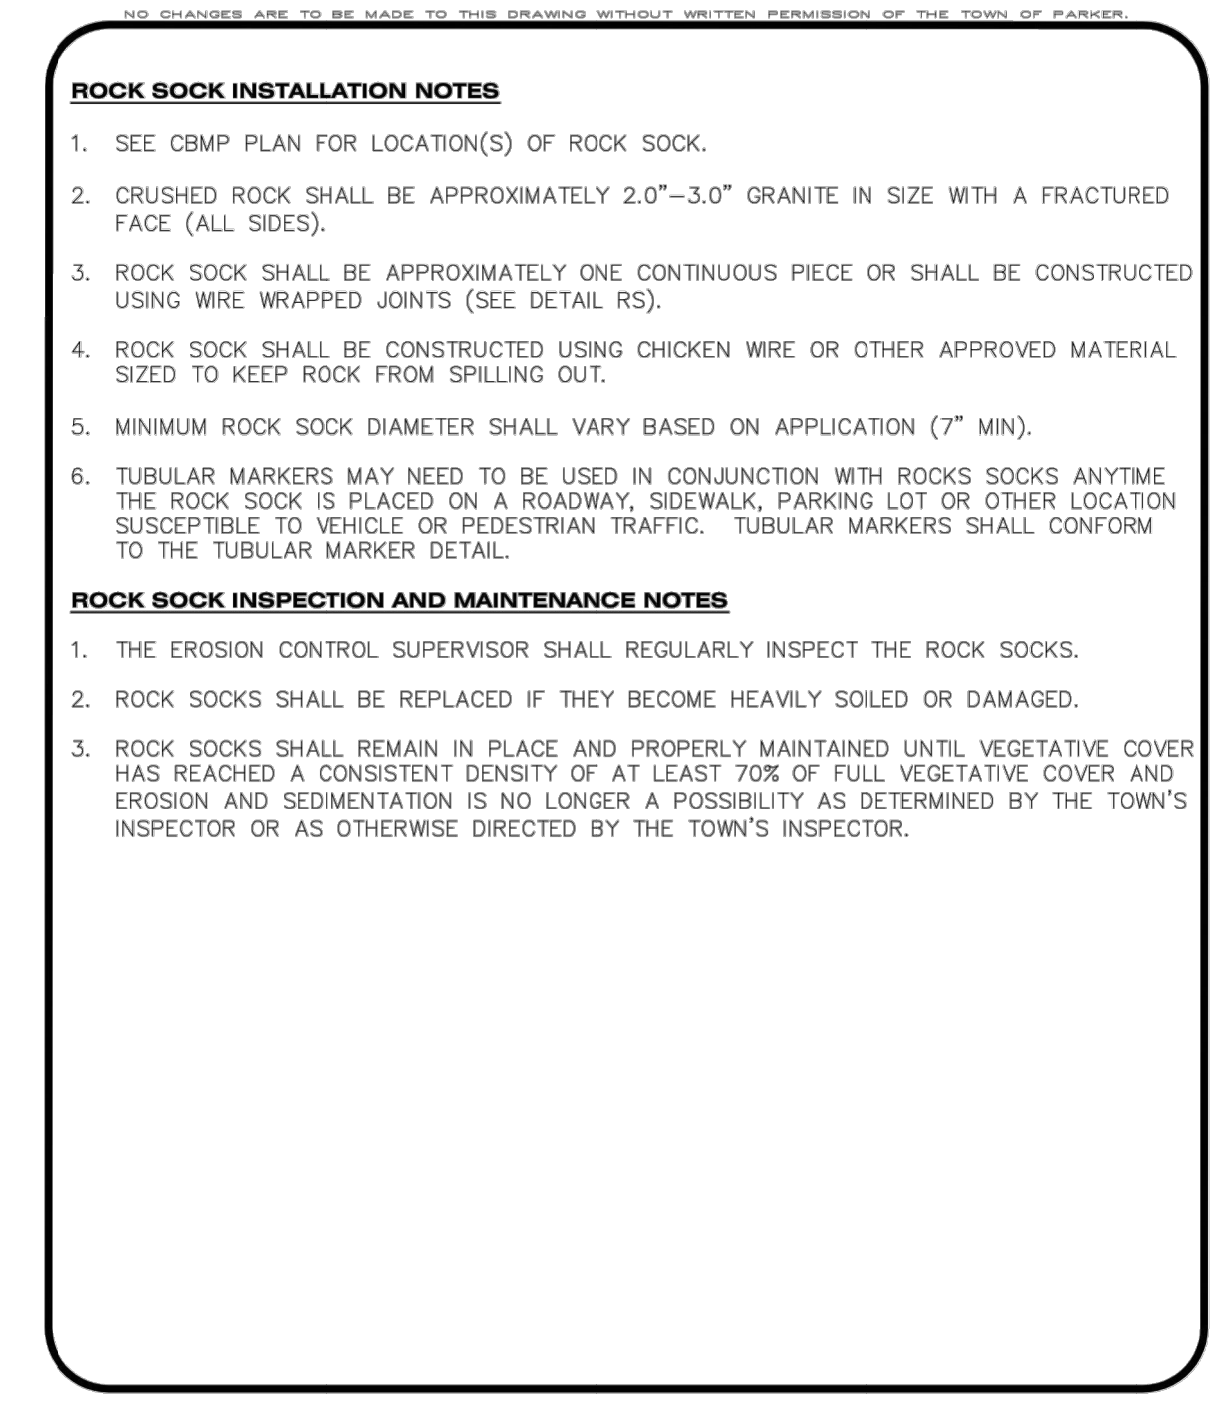 NO CHANGES ARE TO BE MADE TO THIS DRAWING WITHOUT WRITTEN PERMISSION OF THE TOWN OF PARKER.
ROCK SOCK INSTALLATION NOTES
1. SEE CBMP PLAN FOR LOCATION(S) OF ROCK SOCK.
2. CRUSHED ROCK SHALL BE APPROXIMATELY 2.0"–3.0" GRANITE IN SIZE WITH A FRACTURED
FACE (ALL SIDES).
3. ROCK SOCK SHALL BE APPROXIMATELY ONE CONTINUOUS PIECE OR SHALL BE CONSTRUCTED
USING WIRE WRAPPED JOINTS (SEE DETAIL RS).
4. ROCK SOCK SHALL BE CONSTRUCTED USING CHICKEN WIRE OR OTHER APPROVED MATERIAL
SIZED TO KEEP ROCK FROM SPILLING OUT.
5. MINIMUM ROCK SOCK DIAMETER SHALL VARY BASED ON APPLICATION (7" MIN).
6. TUBULAR MARKERS MAY NEED TO BE USED IN CONJUNCTION WITH ROCKS SOCKS ANYTIME
THE ROCK SOCK IS PLACED ON A ROADWAY, SIDEWALK, PARKING LOT OR OTHER LOCATION
SUSCEPTIBLE TO VEHICLE OR PEDESTRIAN TRAFFIC. TUBULAR MARKERS SHALL CONFORM
TO THE TUBULAR MARKER DETAIL.
ROCK SOCK INSPECTION AND MAINTENANCE NOTES
1. THE EROSION CONTROL SUPERVISOR SHALL REGULARLY INSPECT THE ROCK SOCKS.
2. ROCK SOCKS SHALL BE REPLACED IF THEY BECOME HEAVILY SOILED OR DAMAGED.
3. ROCK SOCKS SHALL REMAIN IN PLACE AND PROPERLY MAINTAINED UNTIL VEGETATIVE COVER
HAS REACHED A CONSISTENT DENSITY OF AT LEAST 70% OF FULL VEGETATIVE COVER AND
EROSION AND SEDIMENTATION IS NO LONGER A POSSIBILITY AS DETERMINED BY THE TOWN'S
INSPECTOR OR AS OTHERWISE DIRECTED BY THE TOWN'S INSPECTOR.